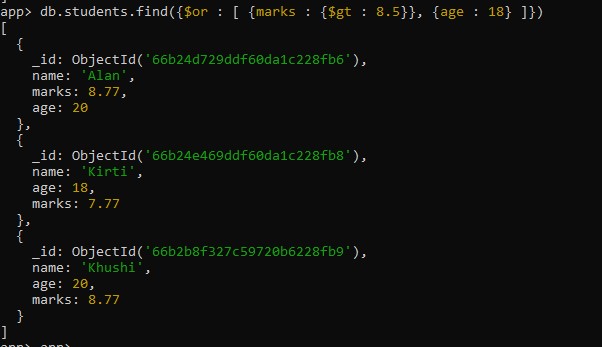 app> db.students.find({$or : [ {marks : {$gt : 8.5}}, {age : 18} ]})
[
  {
    _id: ObjectId('66b24d729ddf60da1c228fb6'),
    name: 'Alan',
    marks: 8.77,
    age: 20
  },
  {
    _id: ObjectId('66b24e469ddf60da1c228fb8'),
    name: 'Kirti',
    age: 18,
    marks: 7.77
  },
  {
    _id: ObjectId('66b2b8f327c59720b6228fb9'),
    name: 'Khushi',
    age: 20,
    marks: 8.77
  }
]
app> app>